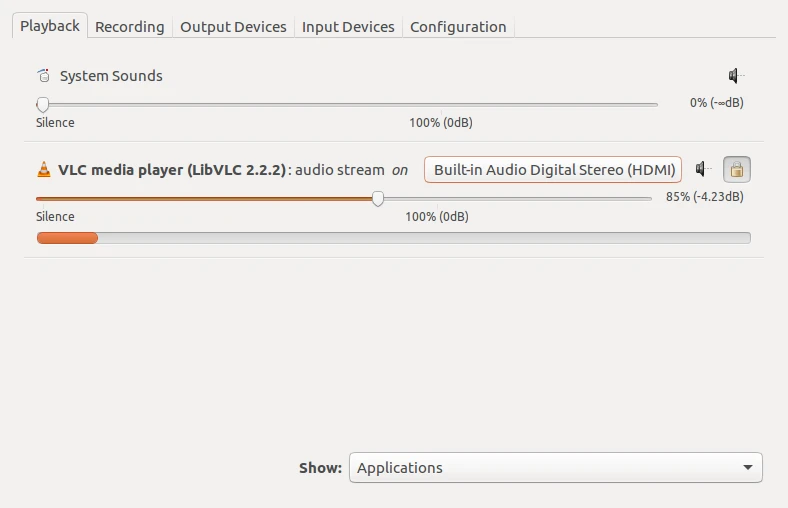 Playback Recording Output Devices Input Devices Configuration
System Sounds
0% (-∞dB)
Silence 100% (0dB)
VLC media player (LibVLC 2.2.2): audio stream on Built-in Audio Digital Stereo (HDMI)
85% (-4.23dB)
Silence 100% (0dB)
Show: Applications